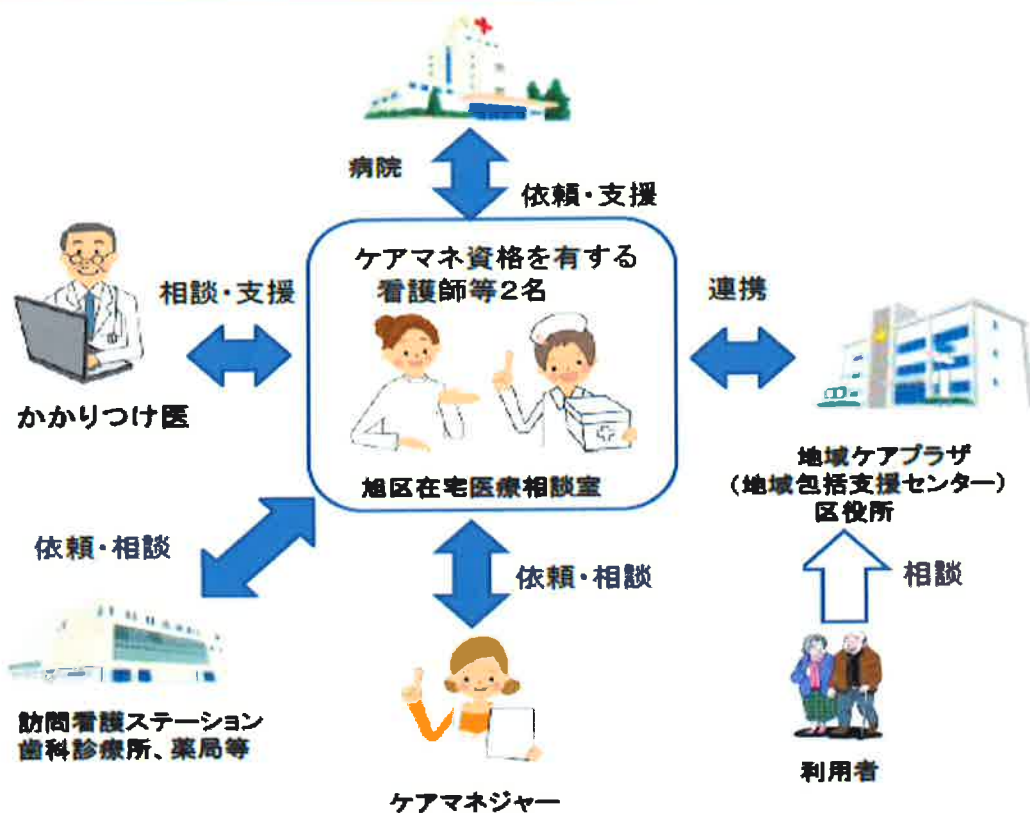 病院
依頼・支援
ケアマネ資格を有する
看護師等2名
旭区在宅医療相談室
相談・支援
かかりつけ医
連携
地域ケアプラザ
（地域包括支援センター）
区役所
依頼・相談
訪問看護ステーション
歯科診療所、薬局等
依頼・相談
ケアマネジャー
相談
利用者